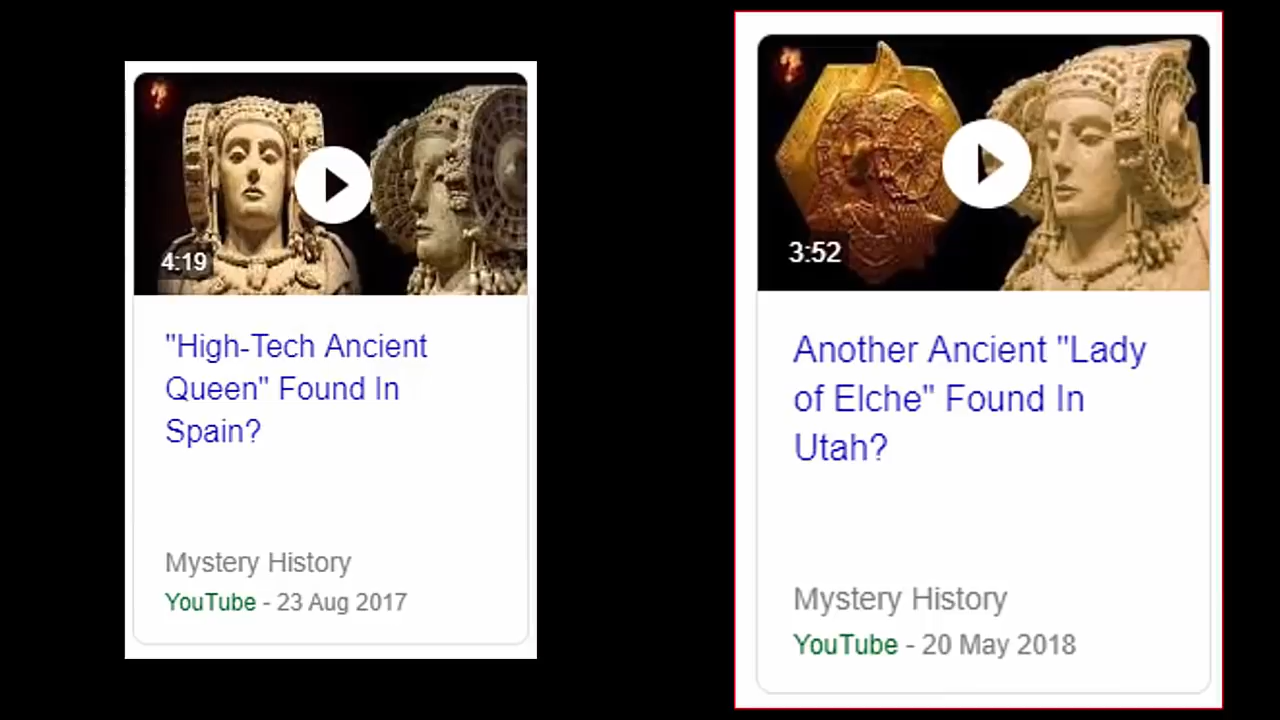 4:19
"High-Tech Ancient
Queen" Found In
Spain?
Mystery History
YouTube - 23 Aug 2017
3:52
Another Ancient "Lady
of Elche" Found In
Utah?
Mystery History
YouTube - 20 May 2018